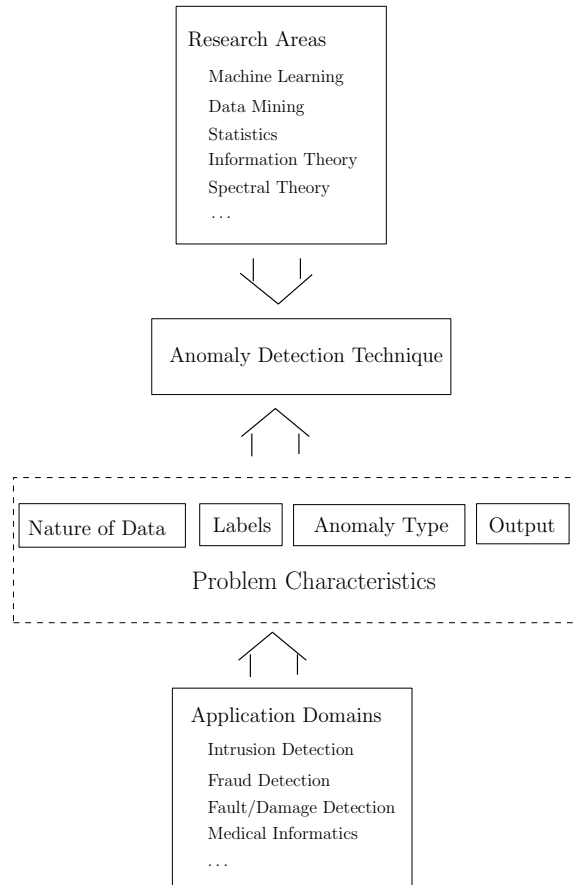 Research Areas
Machine Learning
Data Mining
Statistics
Information Theory
Spectral Theory
...
Anomaly Detection Technique
Nature of Data
Labels
Anomaly Type
Output
Problem Characteristics
Application Domains
Intrusion Detection
Fraud Detection
Fault/Damage Detection
Medical Informatics
...